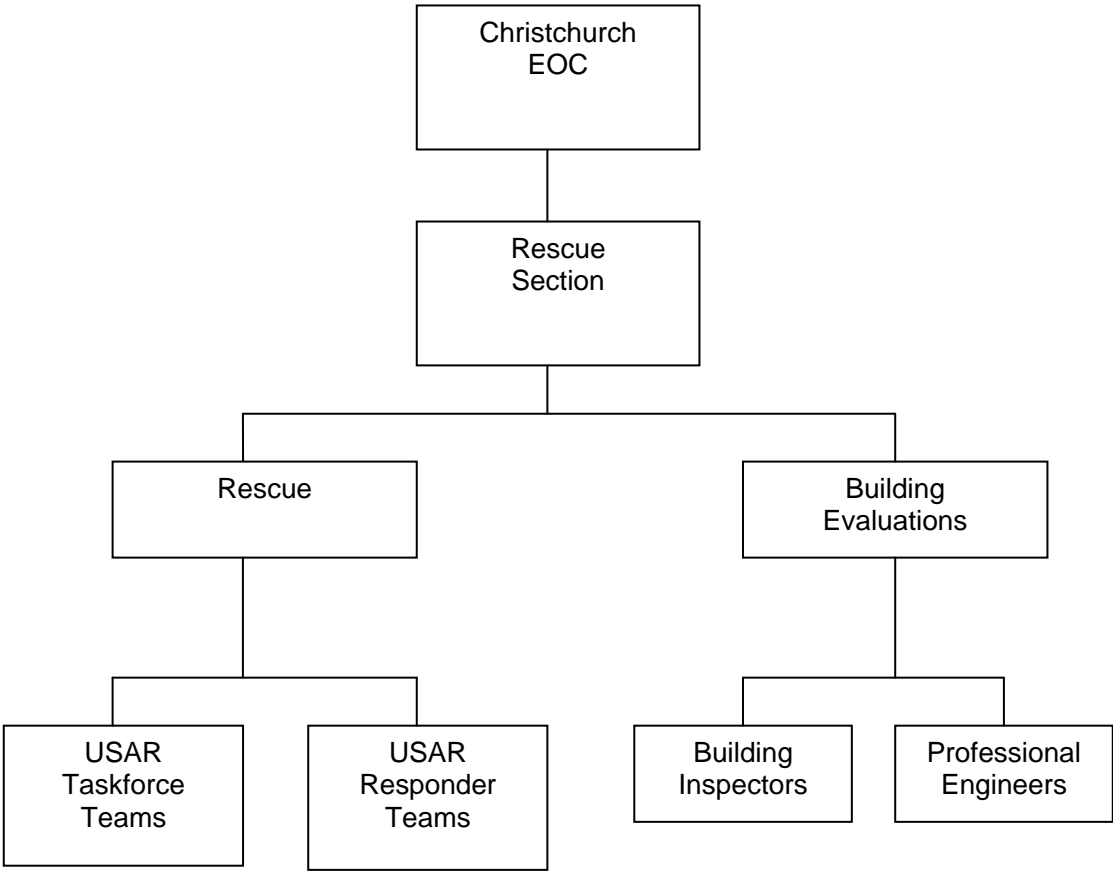 Christchurch
EOC
Rescue
Section
Rescue
Building
Evaluations
USAR
Taskforce
Teams
USAR
Responder
Teams
Building
Inspectors
Professional
Engineers